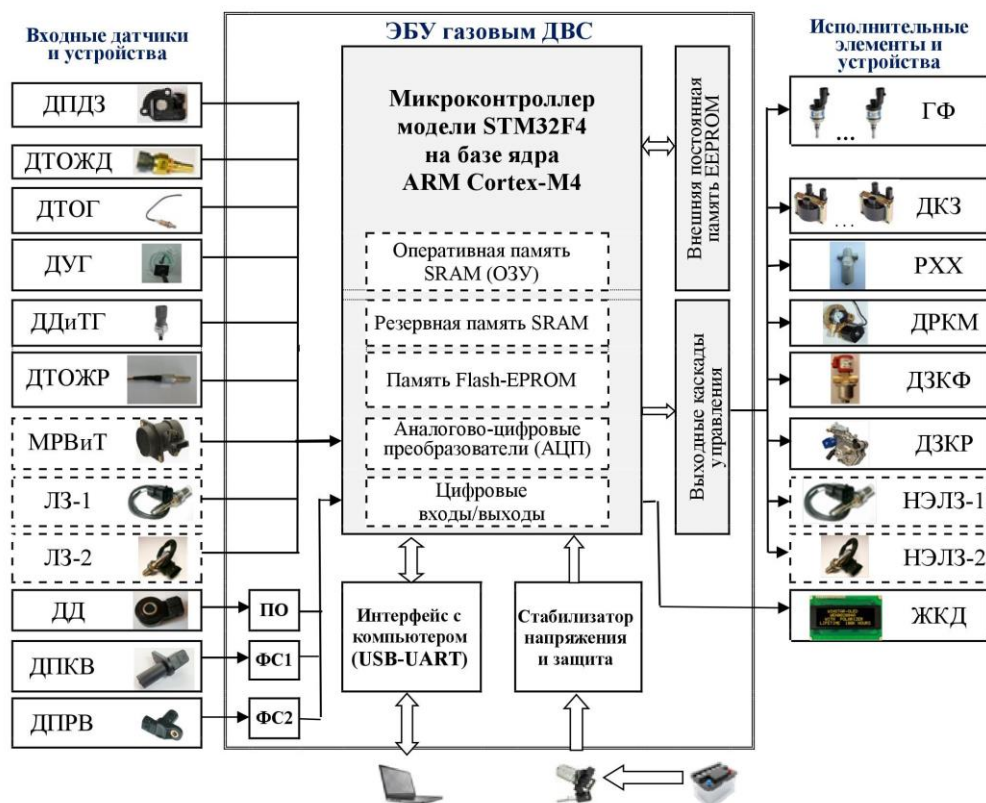 Входные датчики
и устройства
ДПДЗ
ДТОЖД
ДТОГ
ДУГ
ДДиТГ
ДТОЖР
МРВиТ
ЛЗ-1
ЛЗ-2
ДД
ДПКВ
ДПРВ
ПО
ФС1
ФС2
ЭБУ газовым ДВС
Микроконтроллер
модели STM32F4
на базе ядра
ARM Cortex-M4
Оперативная память
SRAM (ОЗУ)
Резервная память SRAM
Память Flash-EPROM
Аналогово-цифровые
преобразователи (АЦП)
Цифровые
входы/выходы
Внешняя постоянная
память EEPROM
Выходные каскады
управления
Интерфейс с
компьютером
(USB-UART)
Стабилизатор
напряжения
и защита
Исполнительные
элементы и
устройства
... ГФ
... ДКЗ
РХХ
ДРКМ
ДЗКФ
ДЗКР
НЭЛЗ-1
НЭЛЗ-2
ЖКД